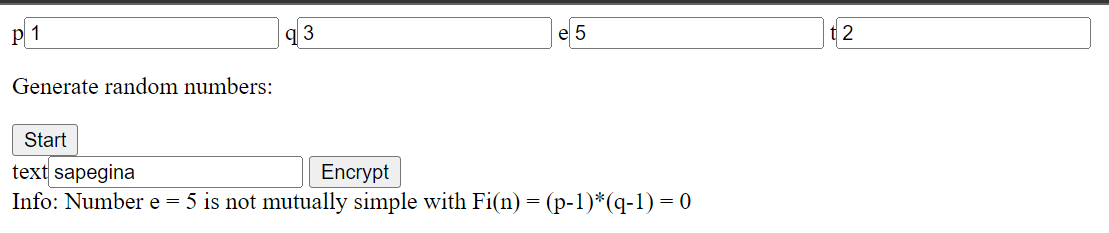 p 1 q 3 e 5 t 2
Generate random numbers:
Start
text sapegina Encrypt
Info: Number e = 5 is not mutually simple with Fi(n) = (p-1)*(q-1) = 0